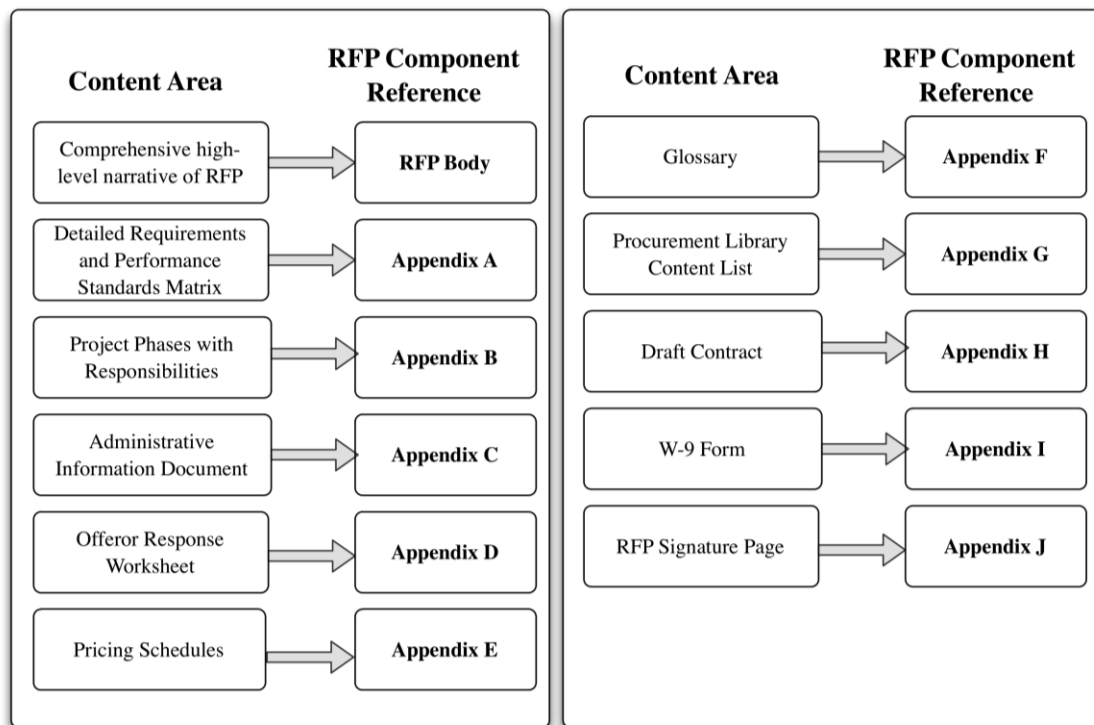 Content Area
RFP Component
Reference
Comprehensive high-
level narrative of RFP
RFP Body
Detailed Requirements
and Performance
Standards Matrix
Appendix A
Project Phases with
Responsibilities
Appendix B
Administrative
Information Document
Appendix C
Offeror Response
Worksheet
Appendix D
Pricing Schedules
Appendix E
Content Area
RFP Component
Reference
Glossary
Appendix F
Procurement Library
Content List
Appendix G
Draft Contract
Appendix H
W-9 Form
Appendix I
RFP Signature Page
Appendix J